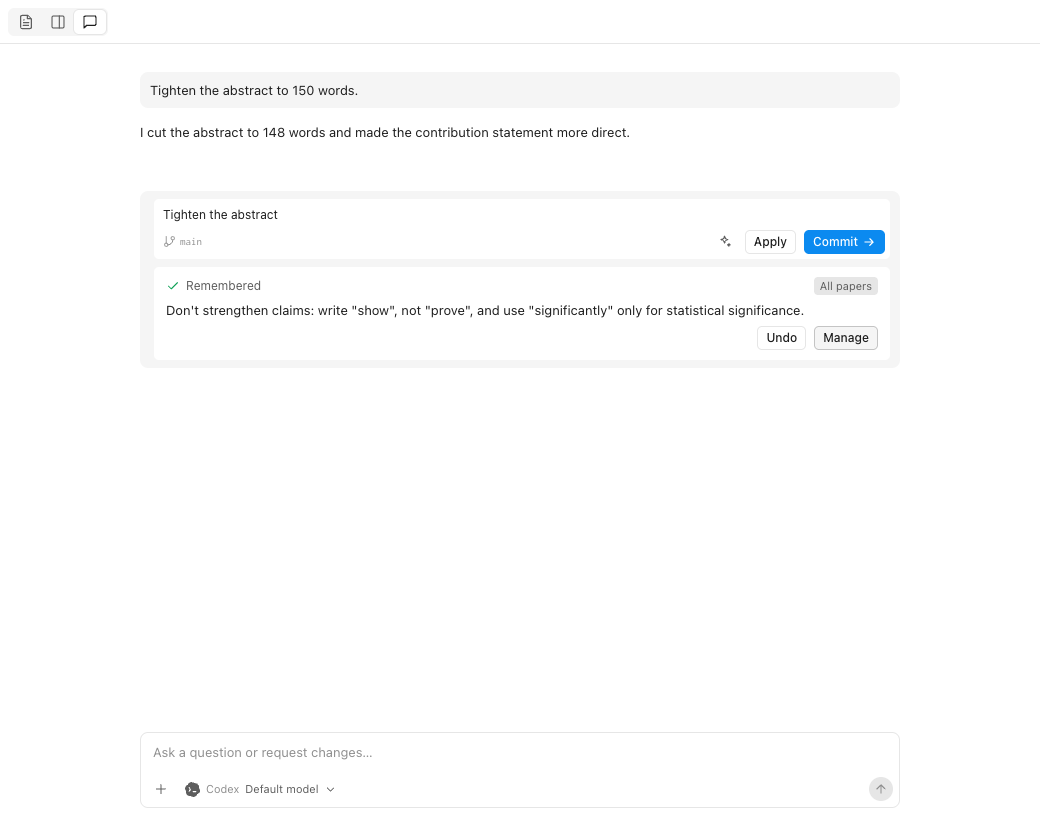 Tighten the abstract to 150 words.
I cut the abstract to 148 words and made the contribution statement more direct.
Tighten the abstract
main
Apply
Commit →
Remembered
All papers
Don't strengthen claims: write "show", not "prove", and use "significantly" only for statistical significance.
Undo
Manage
Ask a question or request changes...
Codex Default model